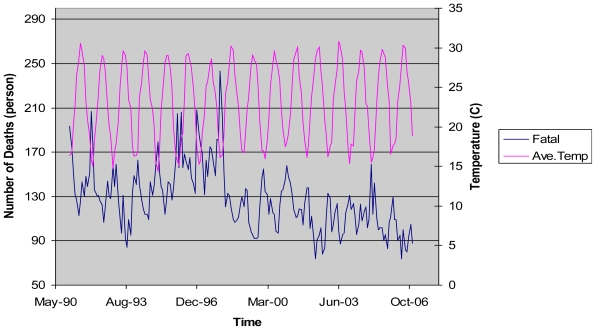 290
250
210
170
130
90
50
Number of Deaths (person)
35
30
25
20
15
10
5
0
Temperature (C)
May-90 Aug-93 Dec-96 Mar-00 Jun-03 Oct-06
Time
Fatal
Ave.Temp